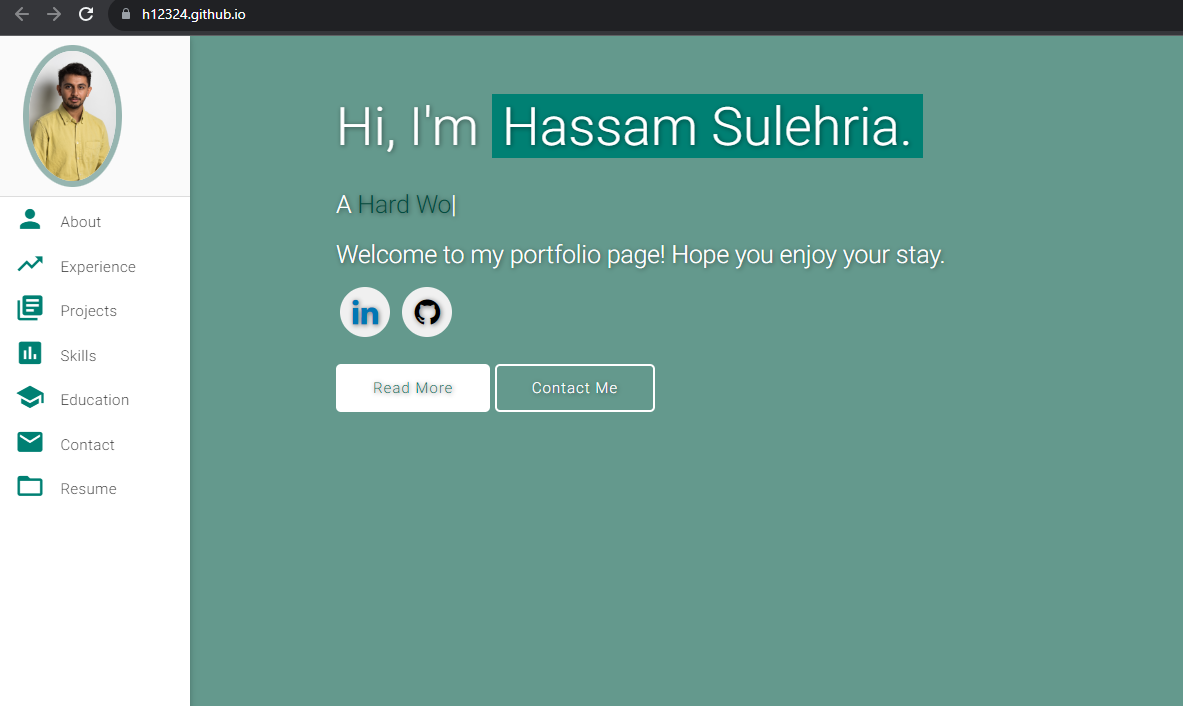 h12324.github.io
About
Experience
Projects
Skills
Education
Contact
Resume
Hi, I'm Hassam Sulehria.
A Hard Wo|
Welcome to my portfolio page! Hope you enjoy your stay.
in
Read More Contact Me